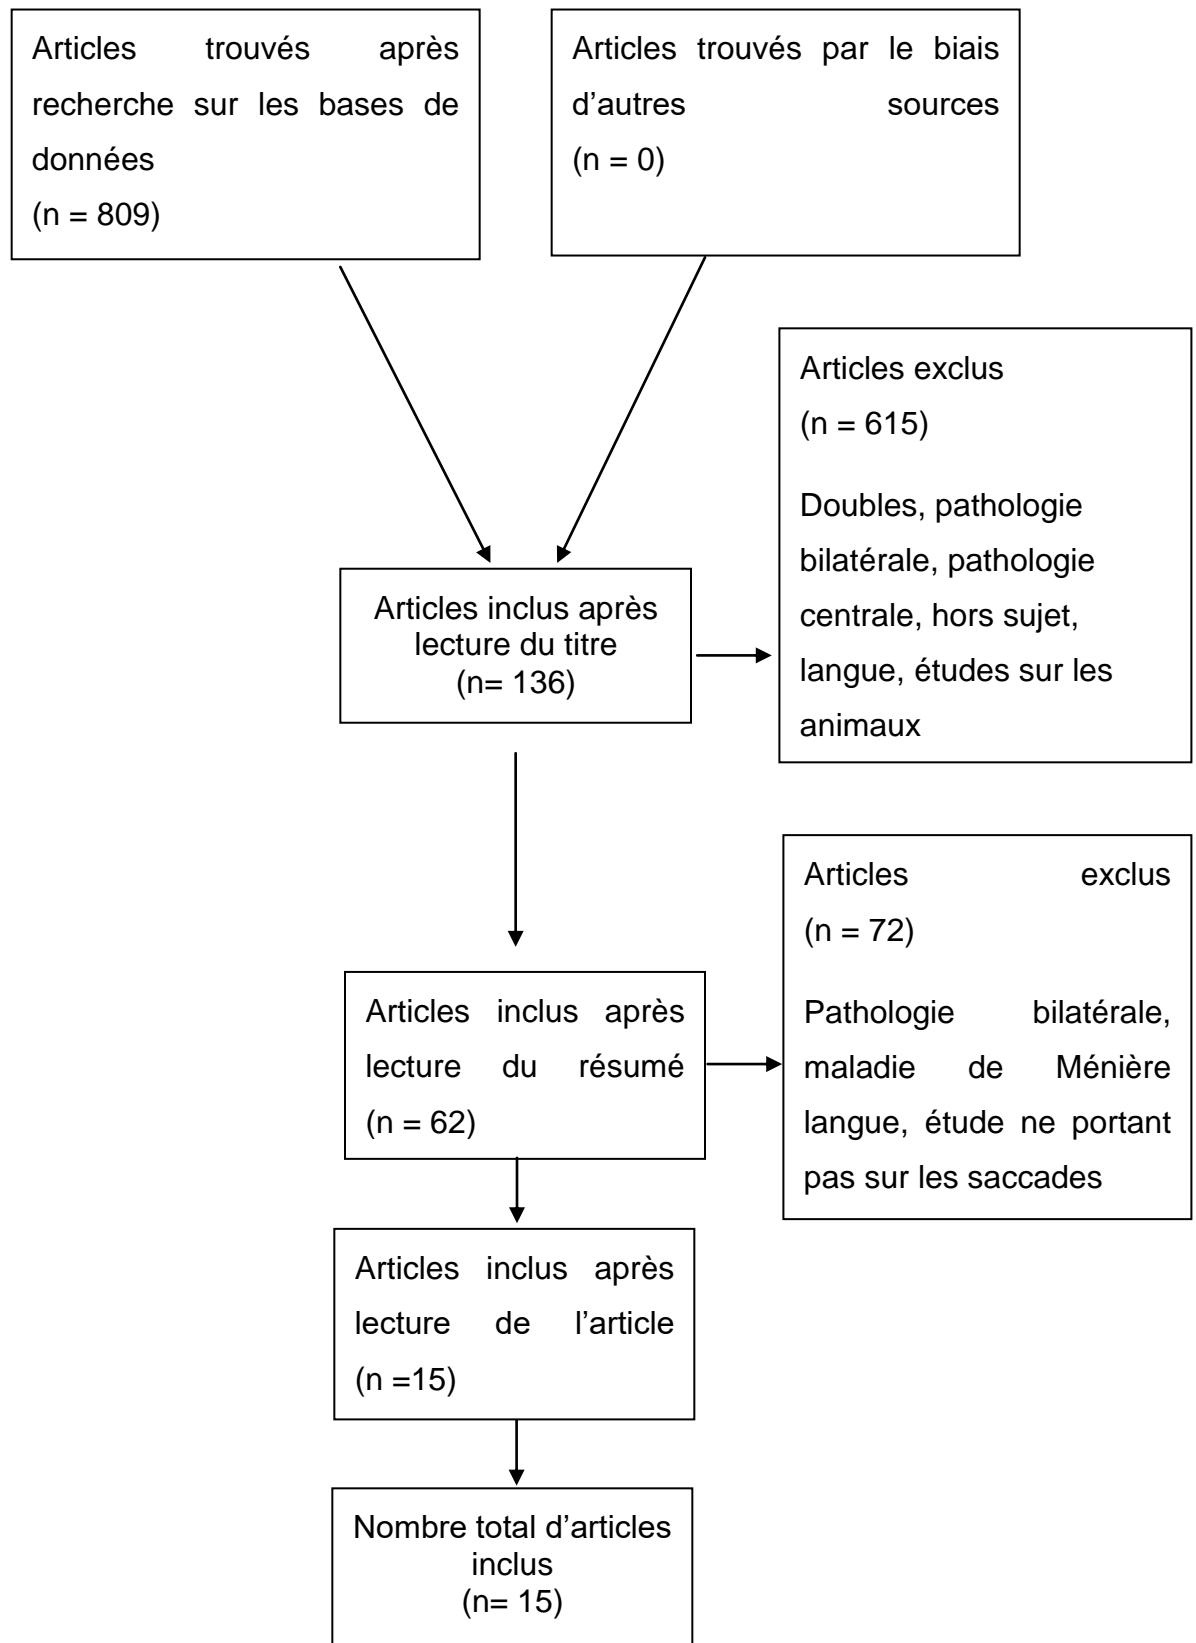 Articles trouvés après
recherche sur les bases de
données
(n = 809)
Articles trouvés par le biais
d’autres sources
(n = 0)
Articles exclus
(n = 615)
Doubles, pathologie
bilatérale, pathologie
centrale, hors sujet,
langue, études sur les
animaux
Articles inclus après
lecture du titre
(n= 136)
Articles exclus
(n = 72)
Pathologie bilatérale,
maladie de Ménière
langue, étude ne portant
pas sur les saccades
Articles inclus après
lecture du résumé
(n = 62)
Articles inclus après
lecture de l’article
(n =15)
Nombre total d’articles
inclus
(n= 15)